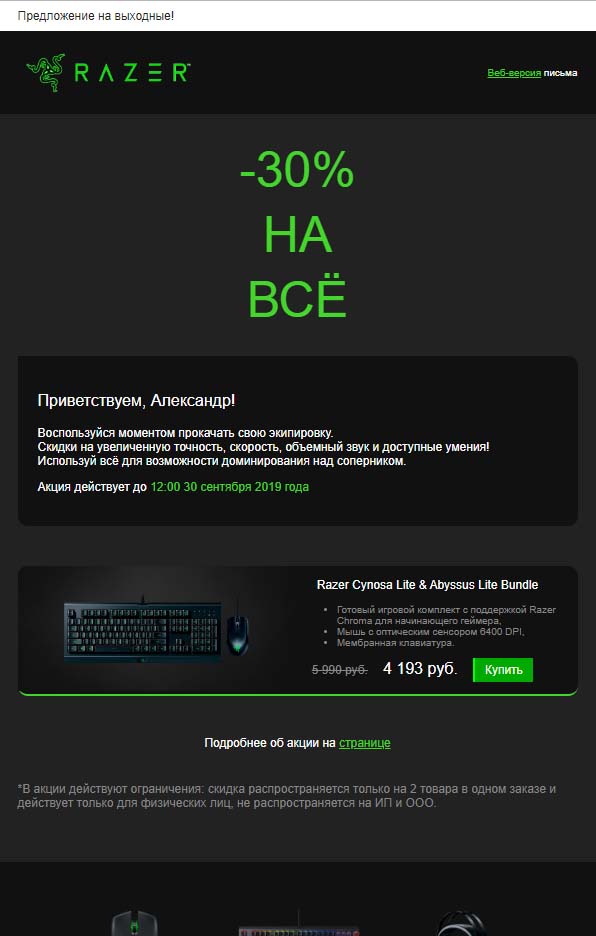 Предложение на выходные!
RAZER
Веб-версия письма
-30%
НА
ВСЁ
Приветствуем, Александр!
Воспользуйся моментом прокачать свою экипировку.
Скидки на увеличенную точность, скорость, объемный звук и доступные умения!
Используй всё для возможности доминирования над соперником.
Акция действует до 12:00 30 сентября 2019 года
Razer Cynosa Lite & Abyssus Lite Bundle
Готовый игровой комплект с поддержкой Razer
Chroma для начинающего геймера,
Мышь с оптическим сенсором 6400 DPI,
Мембранная клавиатура.
5 990 руб. 4 193 руб. Купить
Подробнее об акции на странице
*В акции действуют ограничения: скидка распространяется только на 2 товара в одном заказе и
действует только для физических лиц, не распространяется на ИП и ООО.